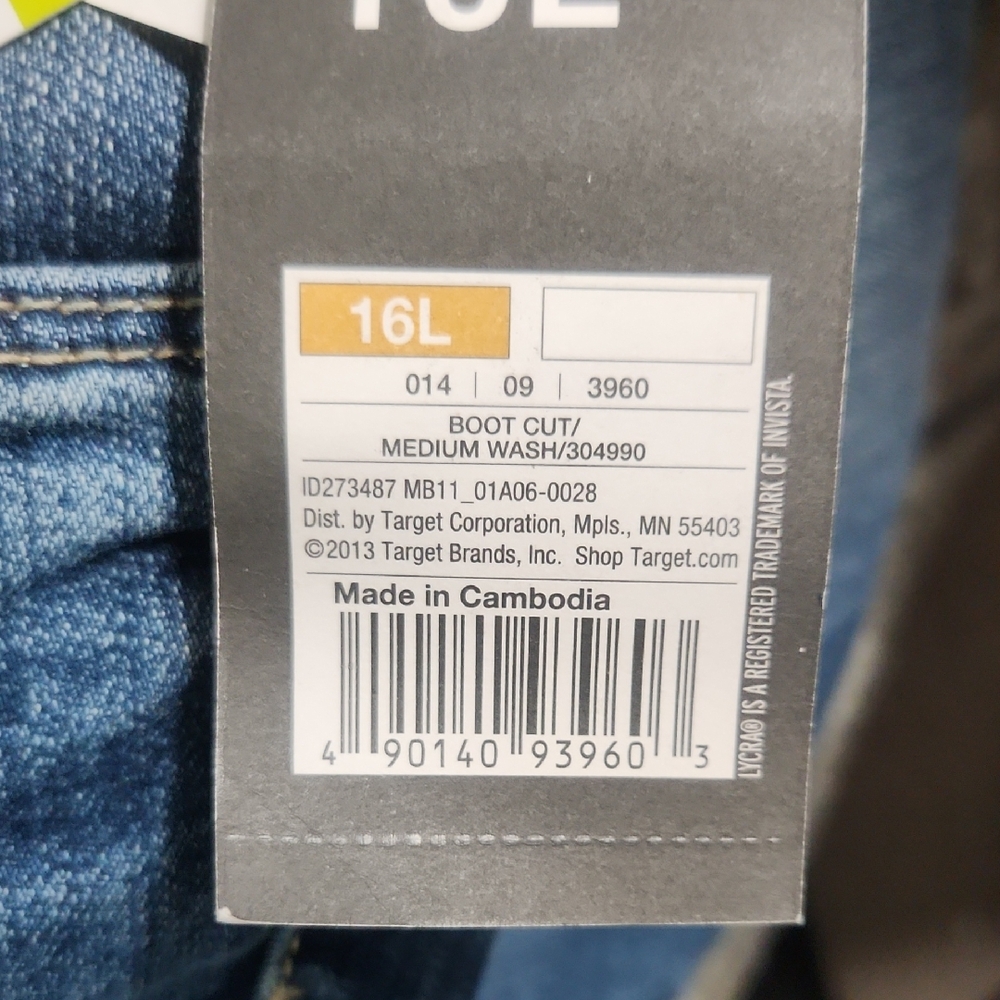 16L
16L
014 | 09 | 3960
BOOT CUT/
MEDIUM WASH/304990
ID273487 MB11_01A06-0028
Dist. by Target Corporation, Mpls., MN 55403
©2013 Target Brands, Inc. Shop Target.com
Made in Cambodia
4 90140 93960 3
LYCRA® IS A REGISTERED TRADEMARK OF INVISTA.